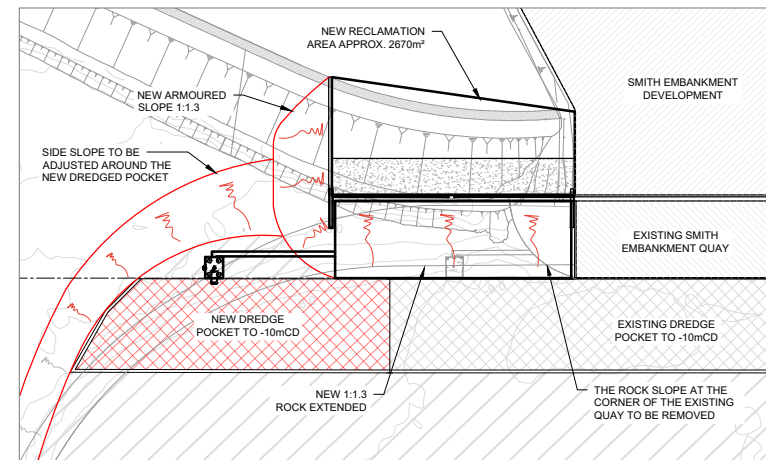 NEW RECLAMATION
AREA APPROX. 2670m²
SMITH EMBANKMENT
DEVELOPMENT
NEW ARMOURED
SLOPE 1:1.3
SIDE SLOPE TO BE
ADJUSTED AROUND THE
NEW DREDGED POCKET
EXISTING SMITH
EMBANKMENT QUAY
NEW DREDGE
POCKET TO -10mCD
EXISTING DREDGE
POCKET TO -10mCD
NEW 1:1.3
ROCK EXTENDED
THE ROCK SLOPE AT THE
CORNER OF THE EXISTING
QUAY TO BE REMOVED